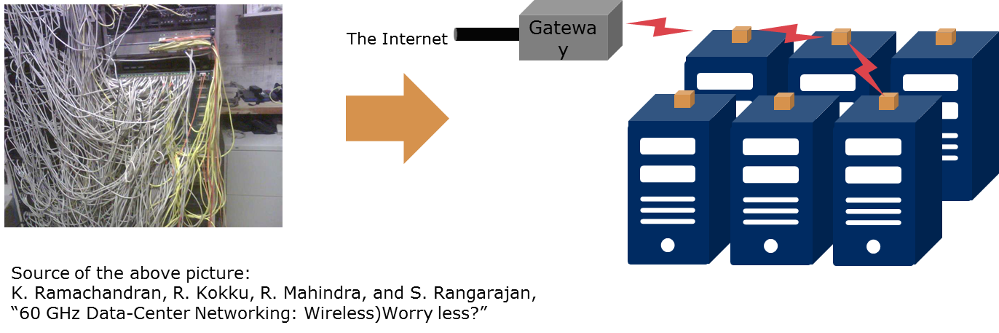 The Internet
Gatewa
y
Source of the above picture:
K. Ramachandran, R. Kokku, R. Mahindra, and S. Rangarajan,
“60 GHz Data-Center Networking: Wireless)Worry less?”